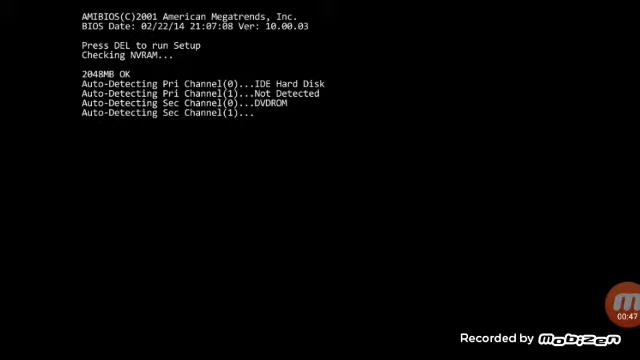 AMIBIOS(C)2001 American Megatrends, Inc.
BIOS Date: 02/22/14 21:07:08 Ver: 10.00.03
Press DEL to run Setup
Checking NVRAM...
2048MB OK
Auto-Detecting Pri Channel(0)...IDE Hard Disk
Auto-Detecting Pri Channel(1)...Not Detected
Auto-Detecting Sec Channel(0)...DVDROM
Auto-Detecting Sec Channel(1)...
00:47
Recorded by mobizen